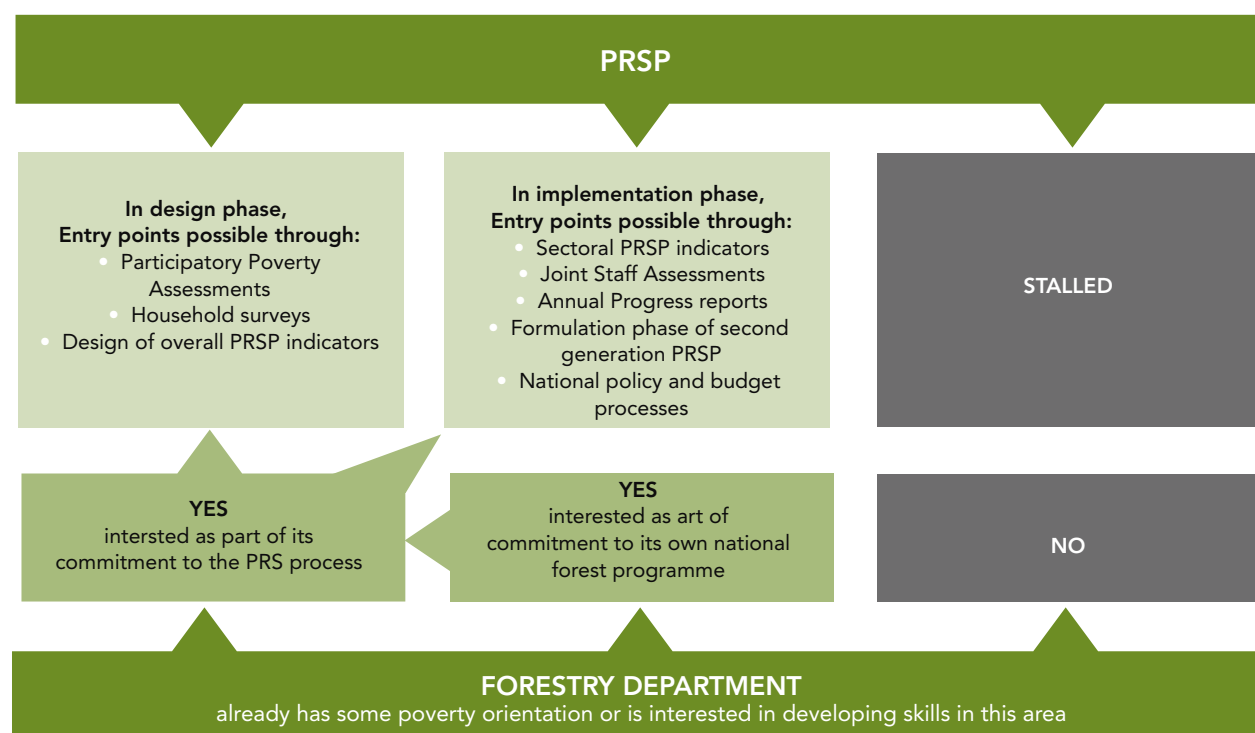 PRSP
In design phase,
Entry points possible through:
• Participatory Poverty
Assessments
• Household surveys
• Design of overall PRSP indicators
In implementation phase,
Entry points possible through:
• Sectoral PRSP indicators
• Joint Staff Assessments
• Annual Progress reports
• Formulation phase of second
generation PRSP
• National policy and budget
processes
STALLED
YES
intersted as part of its
commitment to the PRS process
YES
interested as art of
commitment to its own national
forest programme
NO
FORESTRY DEPARTMENT
already has some poverty orientation or is interested in developing skills in this area